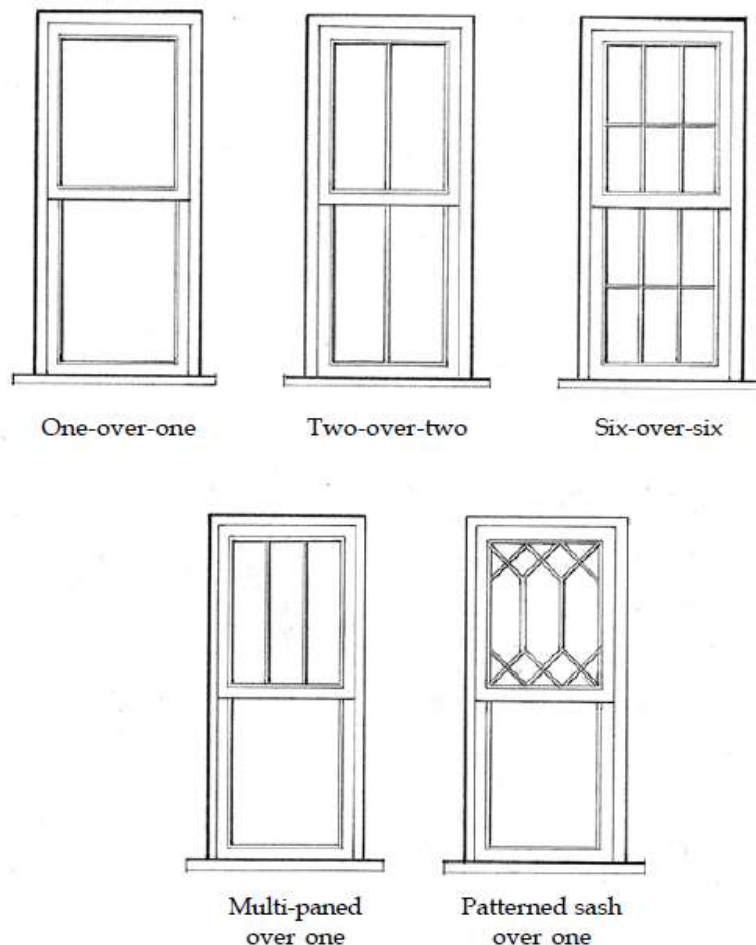 One-over-one
Two-over-two
Six-over-six
Multi-paned
over one
Patterned sash
over one